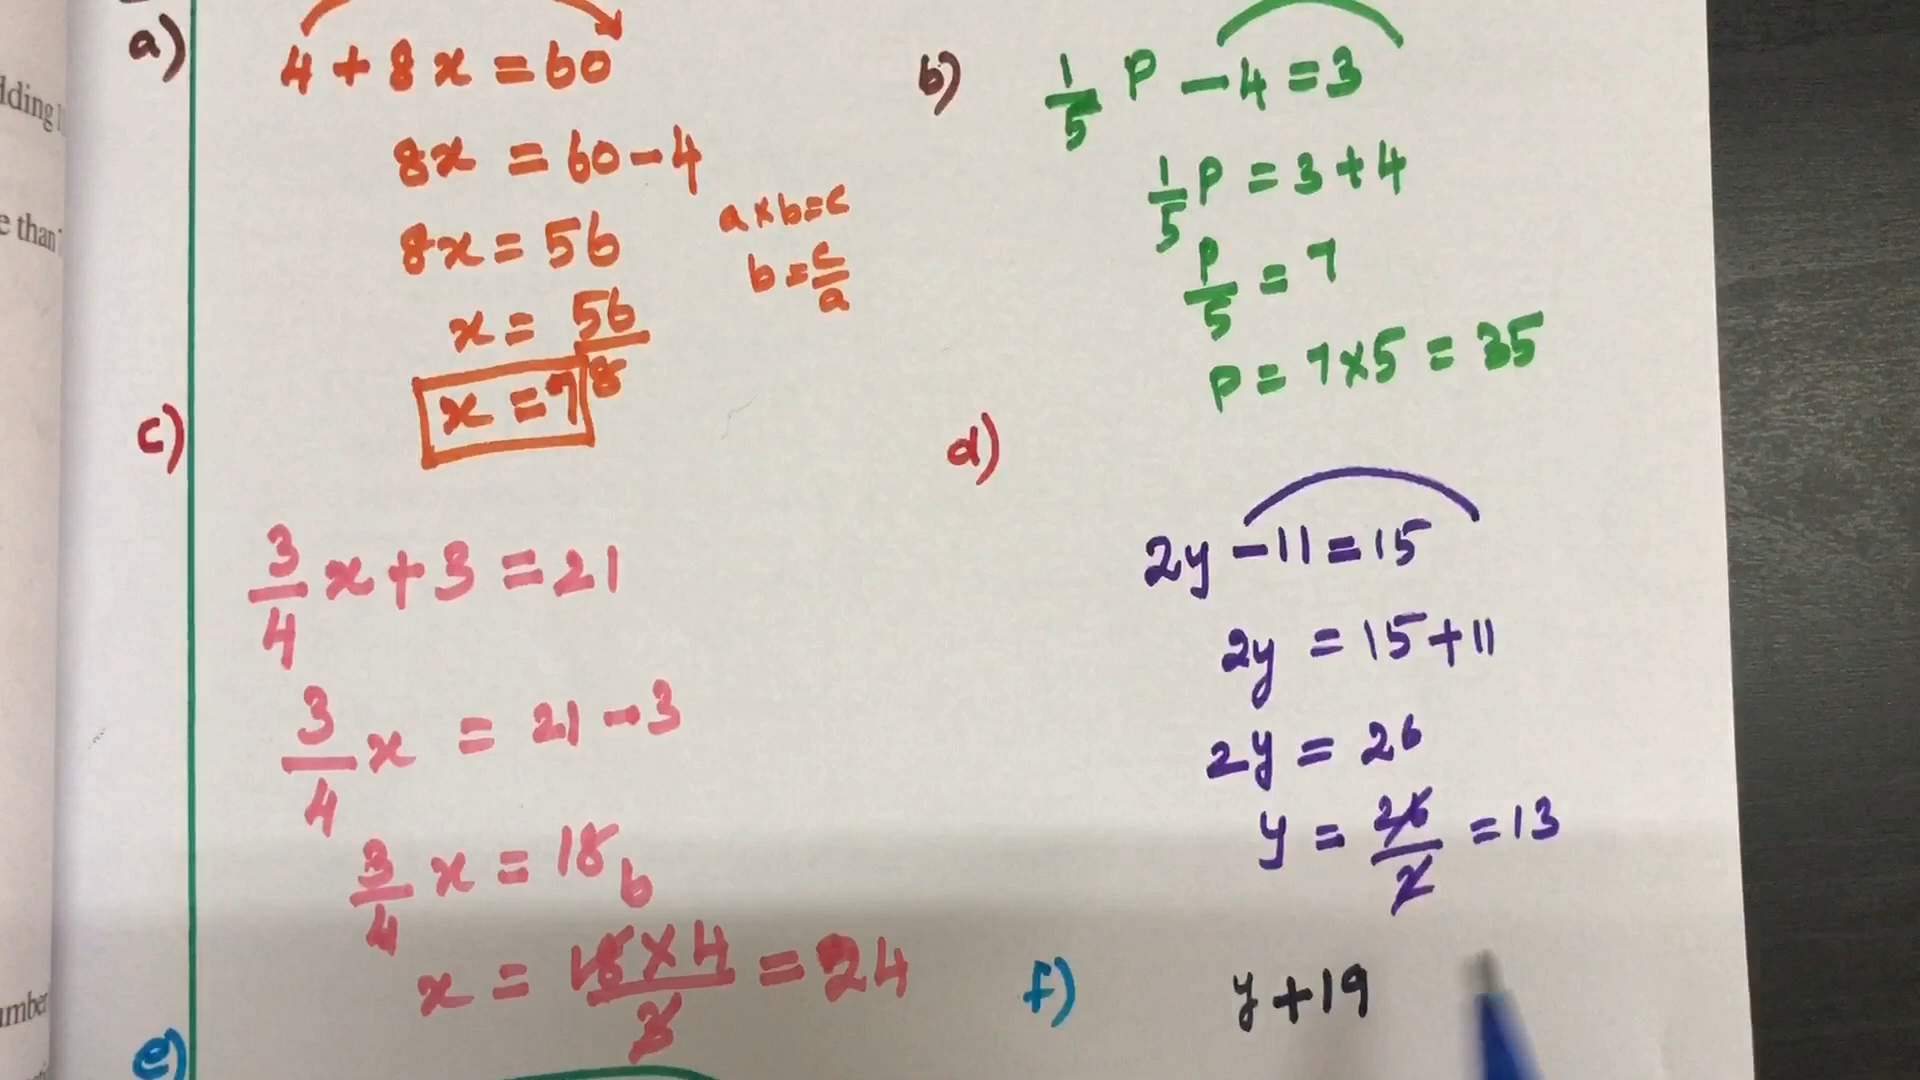 a)
4 + 8x = 60
8x = 60 - 4
8x = 56
x = 56/8
x = 7
a × b = c
b = c/a
b)
1/5 P - 4 = 3
1/5 P = 3 + 4
P/5 = 7
P = 7 × 5 = 35
c)
3/4 x + 3 = 21
3/4 x = 21 - 3
3/4 x = 18
6
x = 18 × 4/3 = 24
d)
2y - 11 = 15
2y = 15 + 11
2y = 26
y = 26/2 = 13
e)
f)
y + 19
than